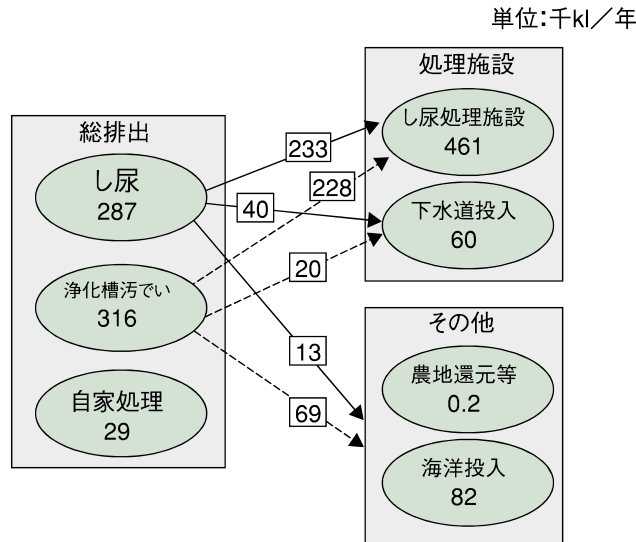 単位:千kl/年
総排出
し尿
287
浄化槽汚でい
316
自家処理
29
233
228
40
20
13
69
処理施設
し尿処理施設
461
下水道投入
60
その他
農地還元等
0.2
海洋投入
82